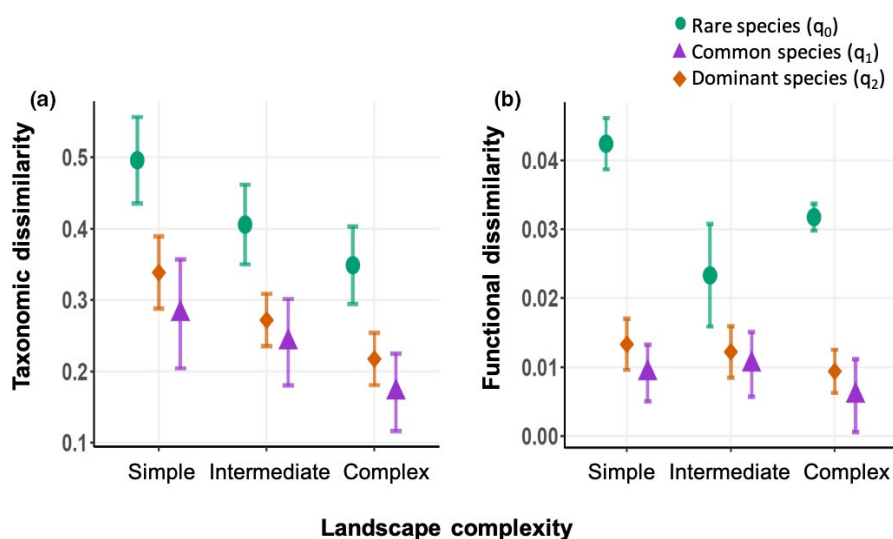 Rare species (q0)
Common species (q1)
Dominant species (q2)
(a)
Taxonomic dissimilarity
0.5
0.4
0.3
0.2
0.1
Simple Intermediate Complex
(b)
Functional dissimilarity
0.04
0.03
0.02
0.01
0.00
Simple Intermediate Complex
Landscape complexity